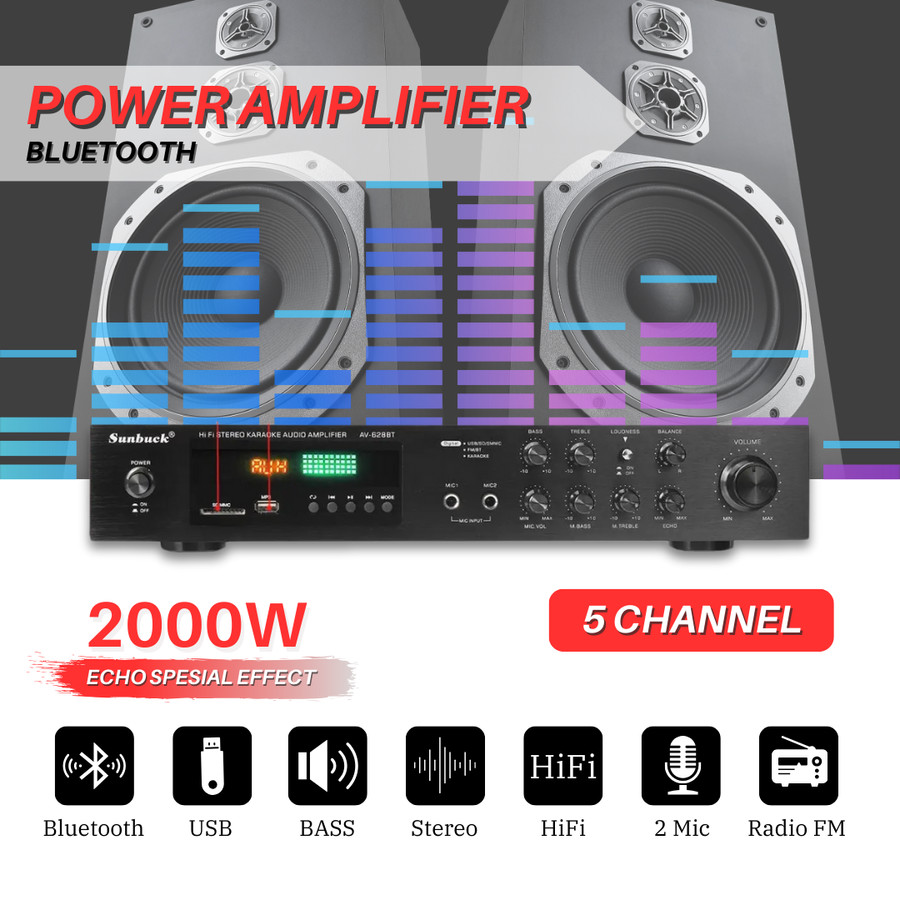 POWER AMPLIFIER
BLUETOOTH
Sunbuck®
Hi Fi STEREO KARAOKE AUDIO AMPLIFIER AV-628BT
Digital
• USB/SD/MMC
• FM/BT
• KARAOKE
BASS TREBLE LOUDNESS BALANCE
VOLUME
POWER
ON
OFF
AUX
SD/MMC MP3
MODE
-10 +10 -10 +10
ON
OFF
R
MIC1 MIC2
MIC INPUT
MIN MAX -10 +10 -10 +10 MIN MAX
MIC.VOL M.BASS M.TREBLE ECHO
MIN MAX
2000W
5 CHANNEL
ECHO SPESIAL EFFECT
HiFi
Bluetooth USB BASS Stereo HiFi 2 Mic Radio FM